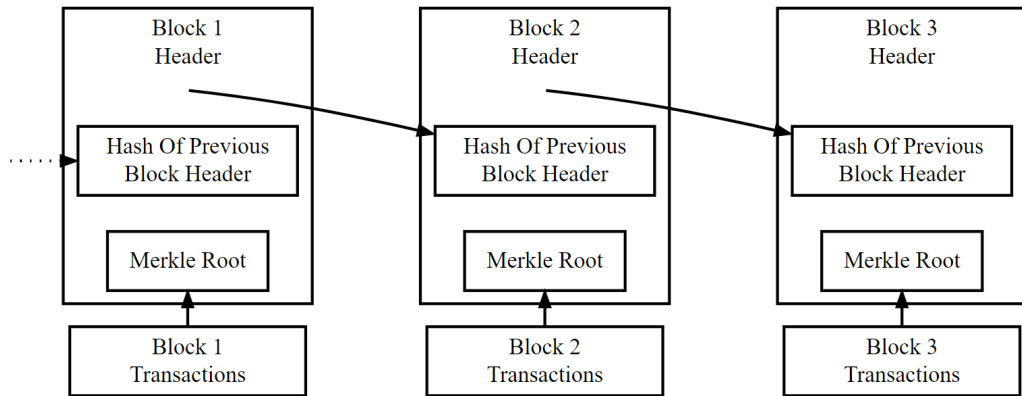 Block 1
Header
Hash Of Previous
Block Header
Merkle Root
Block 1
Transactions
Block 2
Header
Hash Of Previous
Block Header
Merkle Root
Block 2
Transactions
Block 3
Header
Hash Of Previous
Block Header
Merkle Root
Block 3
Transactions